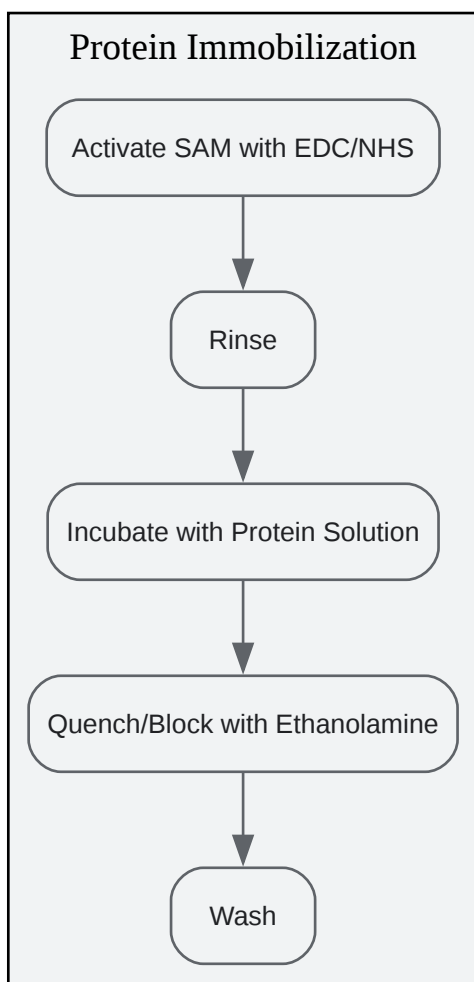 Protein Immobilization
Activate SAM with EDC/NHS
Rinse
Incubate with Protein Solution
Quench/Block with Ethanolamine
Wash